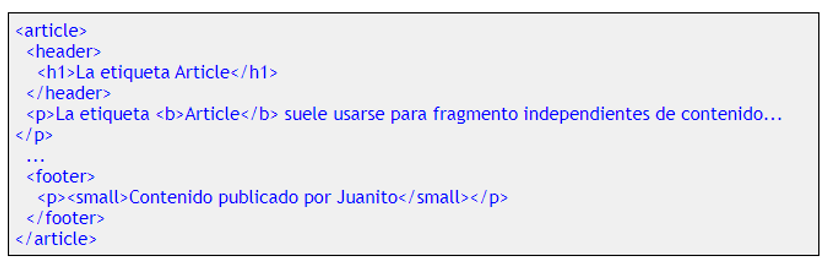 <article>
<header>
<h1>La etiqueta Article</h1>
</header>
<p>La etiqueta <b>Article</b> suele usarse para fragmento independientes de contenido...
</p>
...
<footer>
<p><small>Contenido publicado por Juanito</small></p>
</footer>
</article>